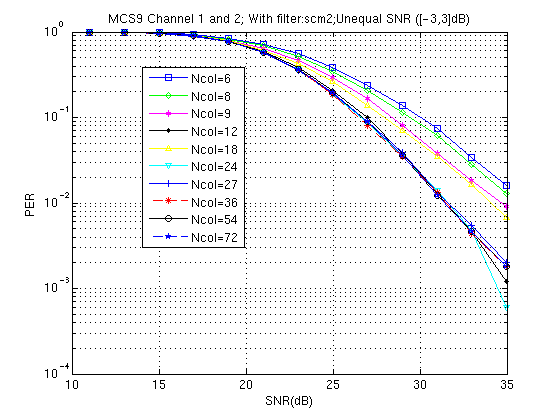 MCS9 Channel 1 and 2; With filter:scm2;Unequal SNR ([−3,3]dB)
10^0
10^−1
10^−2
10^−3
10^−4
PER
Ncol=6
Ncol=8
Ncol=9
Ncol=12
Ncol=18
Ncol=24
Ncol=27
Ncol=36
Ncol=54
Ncol=72
10 15 20 25 30 35
SNR(dB)